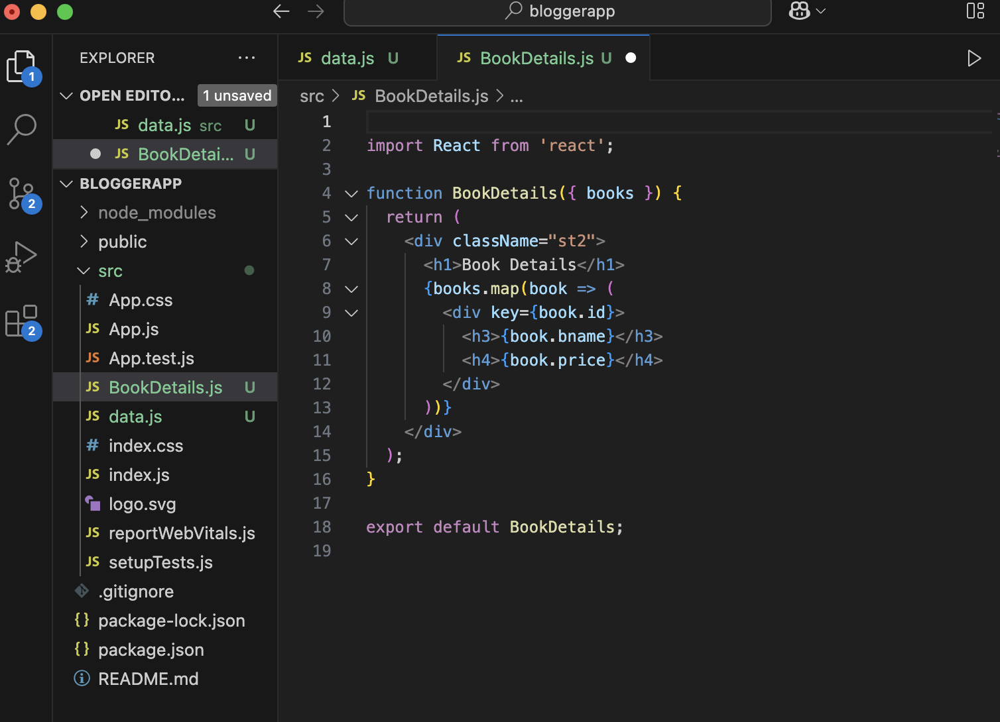 bloggerapp
EXPLORER
OPEN EDITO... 1 unsaved
JS data.js src U
JS BookDetai... U
BLOGGERAPP
node_modules
public
src
# App.css
JS App.js
JS App.test.js
JS BookDetails.js U
JS data.js U
# index.css
JS index.js
logo.svg
JS reportWebVitals.js
JS setupTests.js
.gitignore
{} package-lock.json
{} package.json
README.md
1
2
2
JS data.js U
JS BookDetails.js U
src > JS BookDetails.js > ...
1
2 import React from 'react';
3
4 function BookDetails({ books }) {
5 return (
6 <div className="st2">
7 <h1>Book Details</h1>
8 {books.map(book => (
9 <div key={book.id}>
10 <h3>{book.bname}</h3>
11 <h4>{book.price}</h4>
12 </div>
13 ))}
14 </div>
15 );
16 }
17
18 export default BookDetails;
19